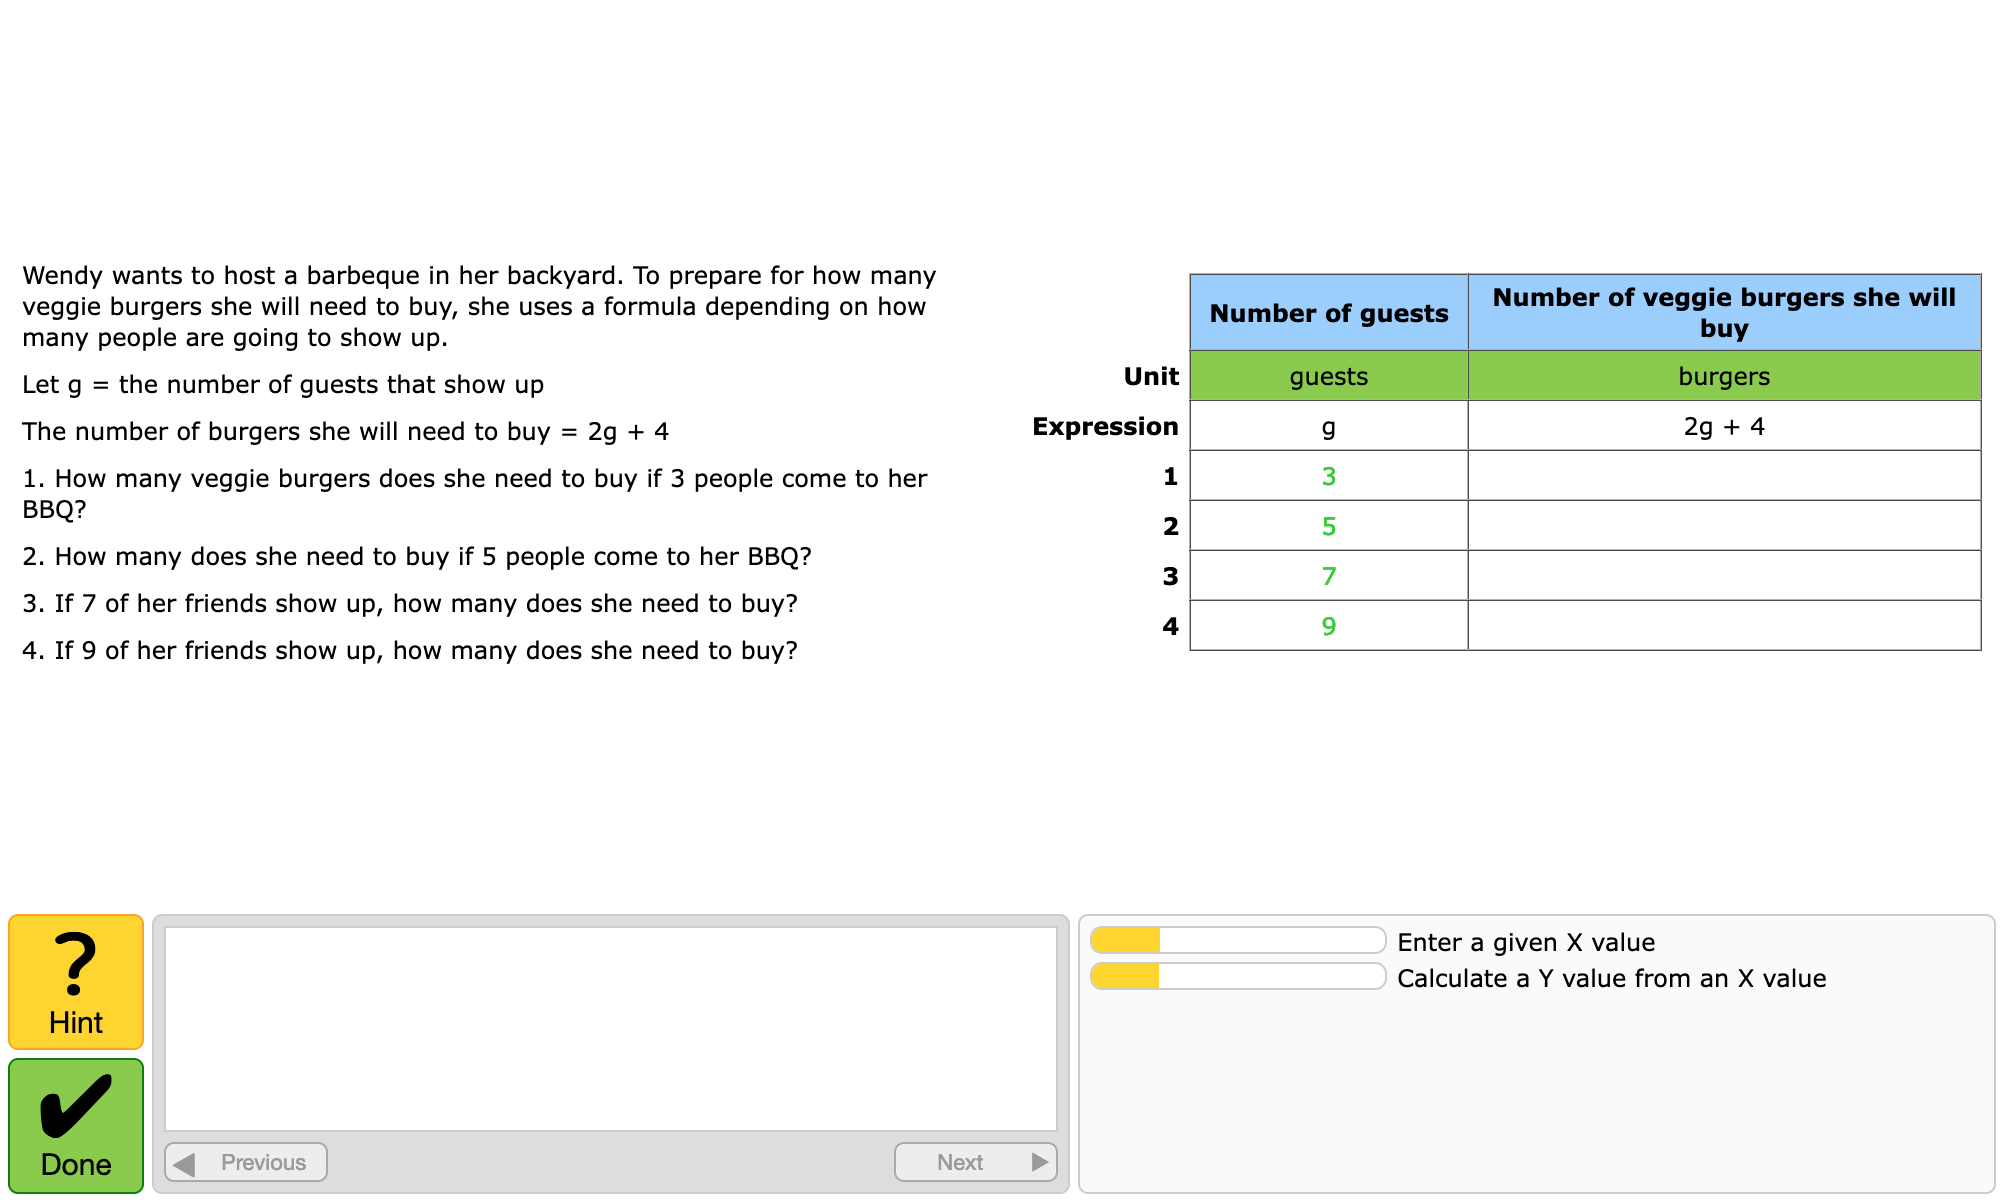 Wendy wants to host a barbeque in her backyard. To prepare for how many
veggie burgers she will need to buy, she uses a formula depending on how
many people are going to show up.
Let g = the number of guests that show up
The number of burgers she will need to buy = 2g + 4
1. How many veggie burgers does she need to buy if 3 people come to her
BBQ?
2. How many does she need to buy if 5 people come to her BBQ?
3. If 7 of her friends show up, how many does she need to buy?
4. If 9 of her friends show up, how many does she need to buy?
Number of guests
Number of veggie burgers she will
buy
Unit guests burgers
Expression g 2g + 4
1 3
2 5
3 7
4 9
?
Hint
Done
Previous
Next
Enter a given X value
Calculate a Y value from an X value